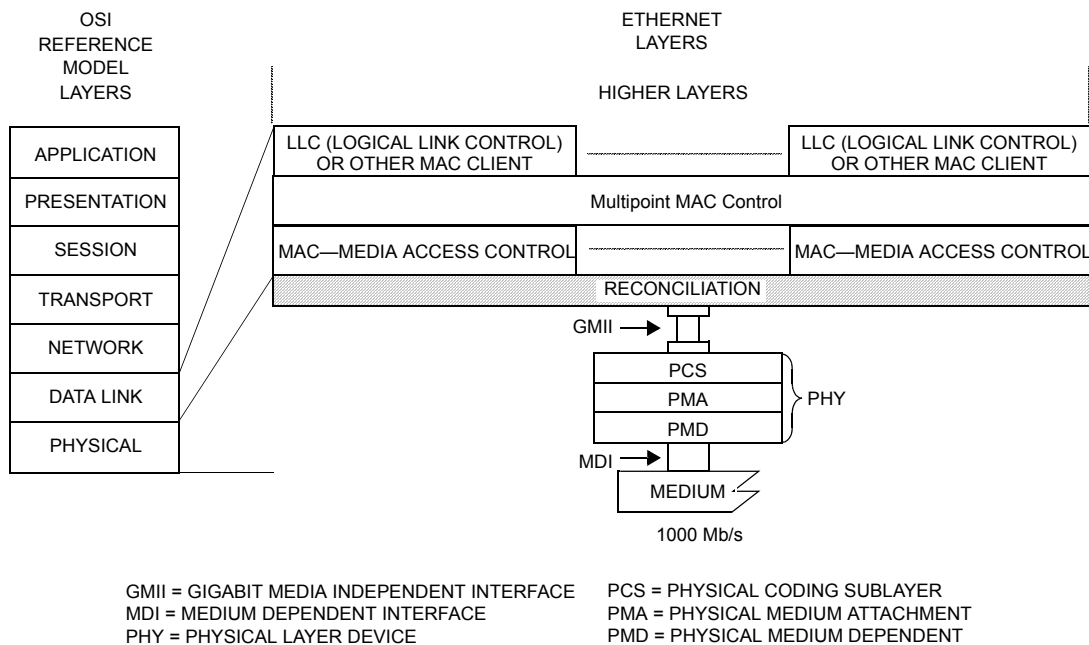 OSI
REFERENCE
MODEL
LAYERS
ETHERNET
LAYERS
HIGHER LAYERS
APPLICATION
PRESENTATION
SESSION
TRANSPORT
NETWORK
DATA LINK
PHYSICAL
LLC (LOGICAL LINK CONTROL)
OR OTHER MAC CLIENT
LLC (LOGICAL LINK CONTROL)
OR OTHER MAC CLIENT
Multipoint MAC Control
MAC—MEDIA ACCESS CONTROL
MAC—MEDIA ACCESS CONTROL
RECONCILIATION
GMII
PCS
PMA
PMD
PHY
MDI
MEDIUM
1000 Mb/s
GMII = GIGABIT MEDIA INDEPENDENT INTERFACE
MDI = MEDIUM DEPENDENT INTERFACE
PHY = PHYSICAL LAYER DEVICE
PCS = PHYSICAL CODING SUBLAYER
PMA = PHYSICAL MEDIUM ATTACHMENT
PMD = PHYSICAL MEDIUM DEPENDENT